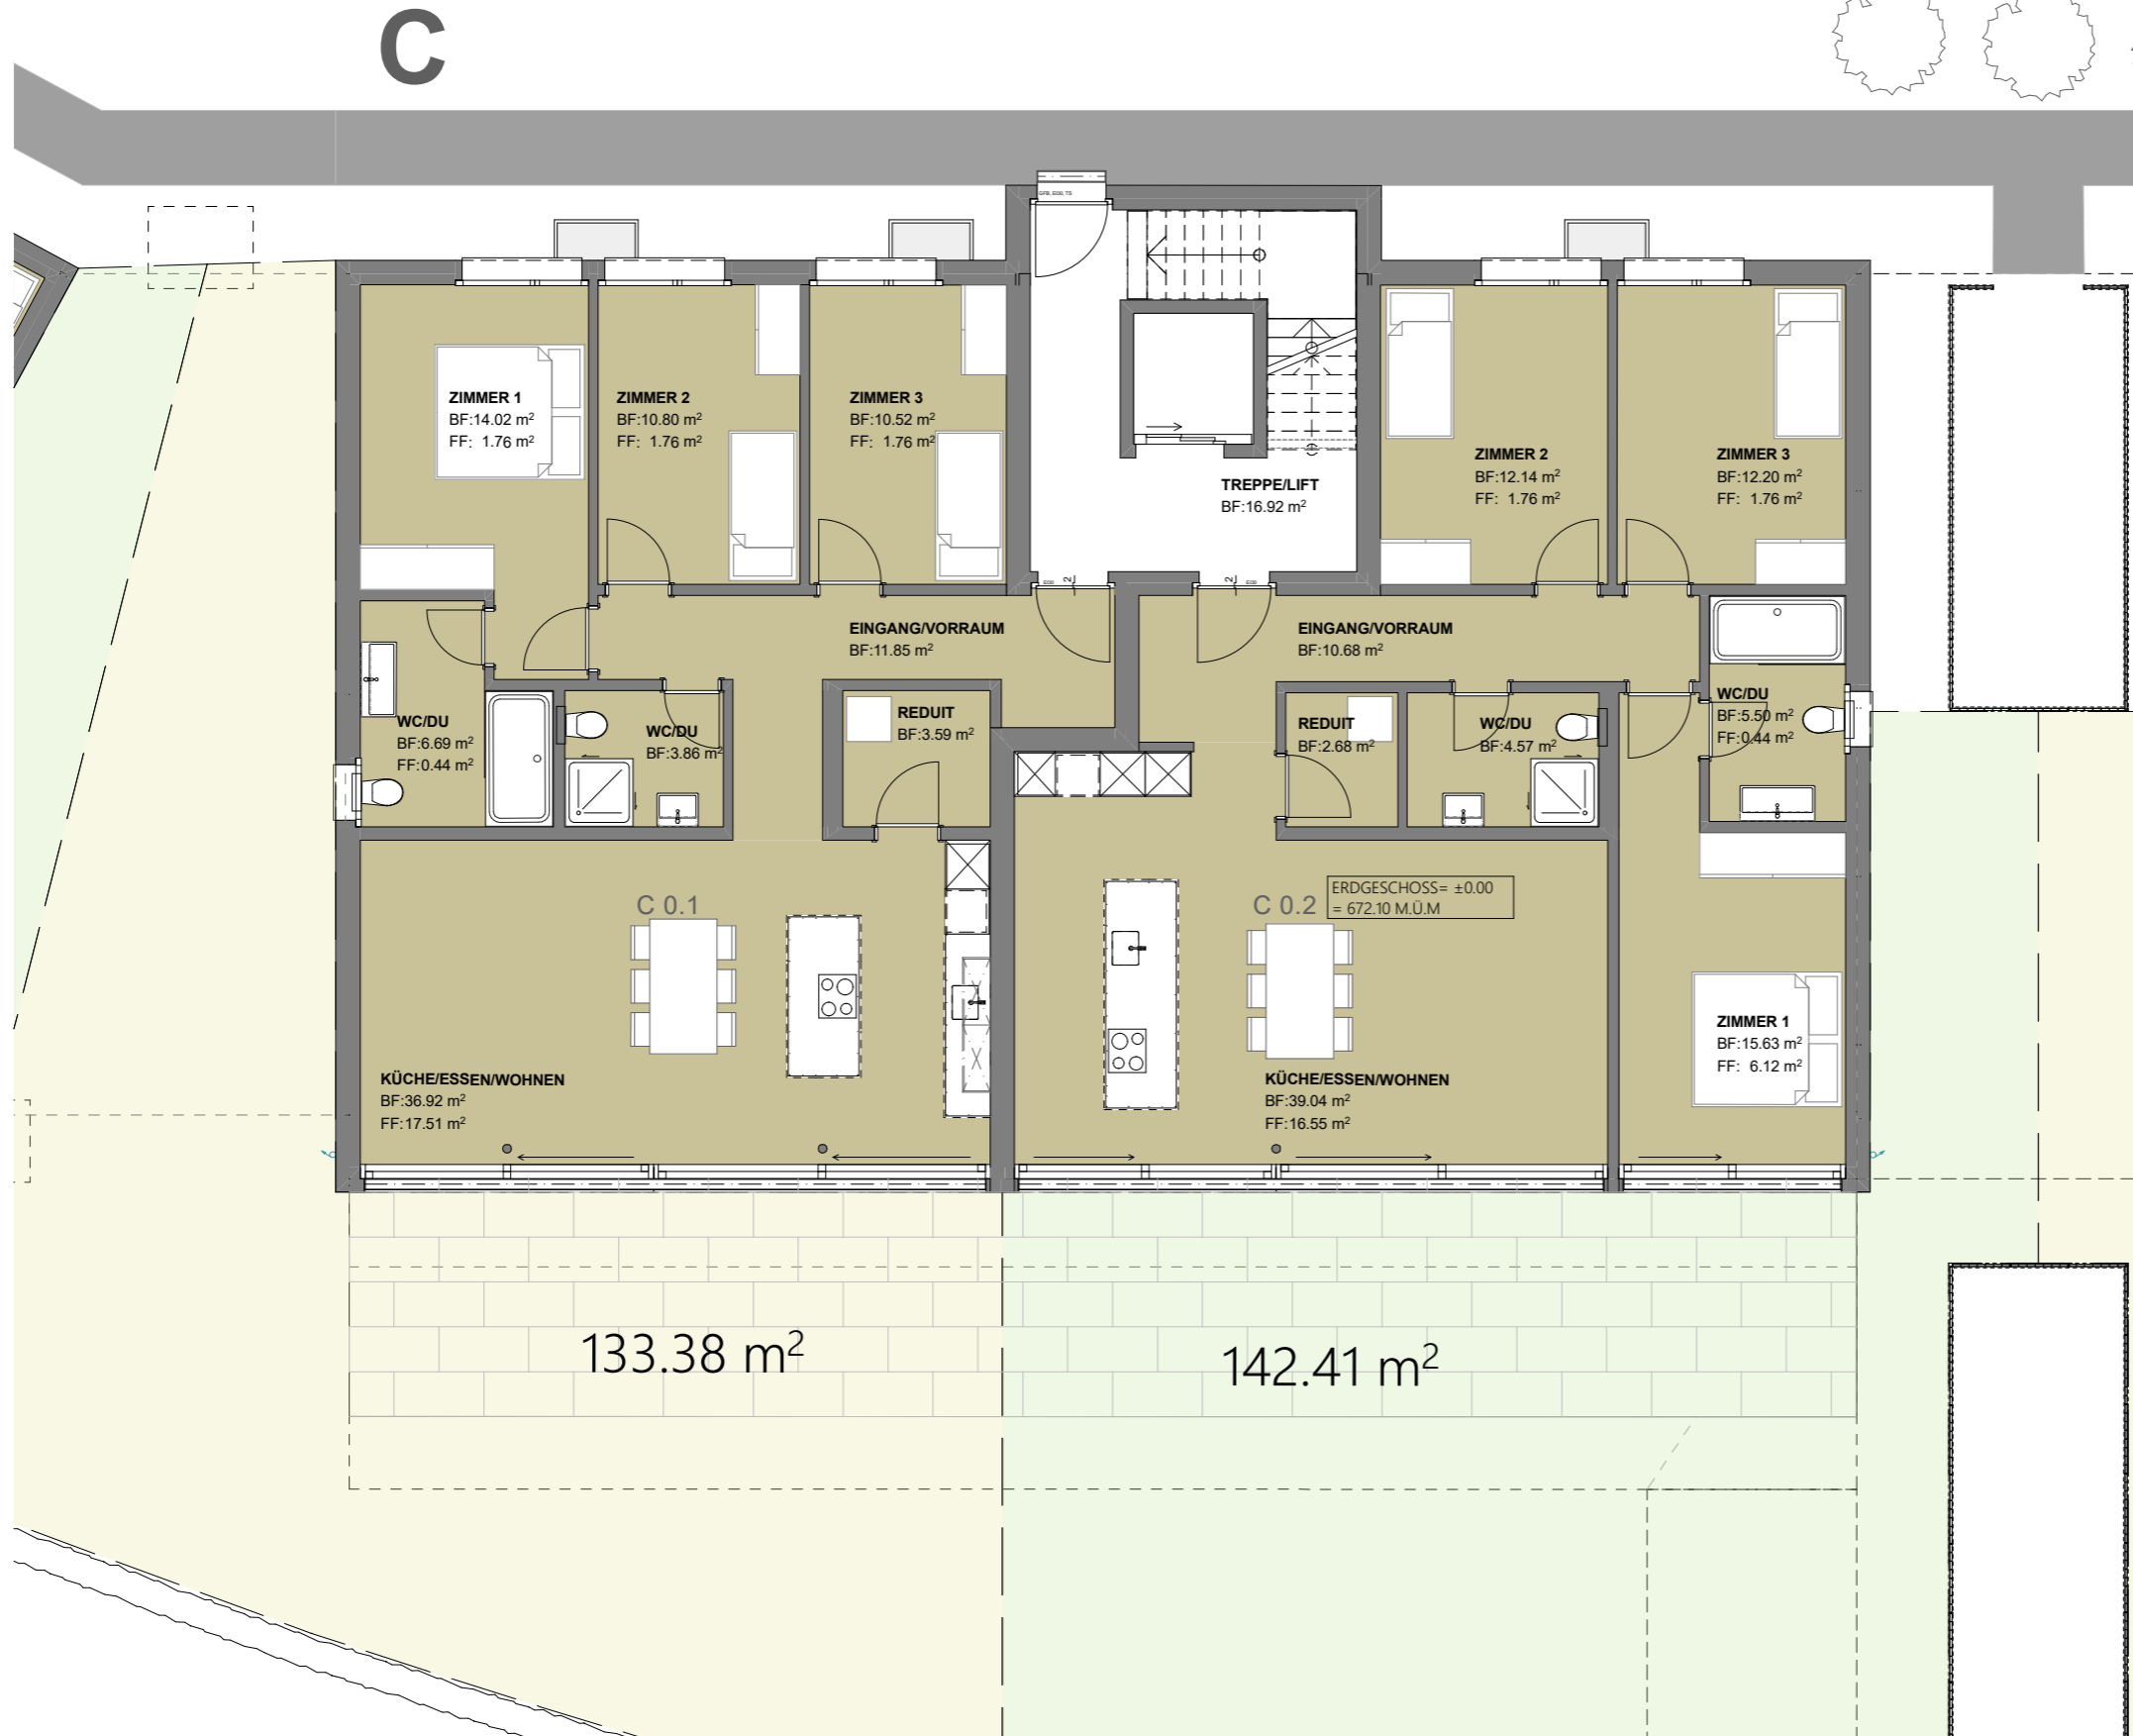 C
GFB, EI30, TS
ZIMMER 1
BF:14.02 m²
FF: 1.76 m²
ZIMMER 2
BF:10.80 m²
FF: 1.76 m²
ZIMMER 3
BF:10.52 m²
FF: 1.76 m²
TREPPE/LIFT
BF:16.92 m²
ZIMMER 2
BF:12.14 m²
FF: 1.76 m²
ZIMMER 3
BF:12.20 m²
FF: 1.76 m²
EI30
2
2
EI30
EINGANG/VORRAUM
BF:11.85 m²
EINGANG/VORRAUM
BF:10.68 m²
WC/DU
BF:6.69 m²
FF:0.44 m²
WC/DU
BF:3.86 m²
REDUIT
BF:3.59 m²
REDUIT
BF:2.68 m²
WC/DU
BF:4.57 m²
WC/DU
BF:5.50 m²
FF:0.44 m²
C 0.1
C 0.2
ERDGESCHOSS= ±0.00
= 672.10 M.Ü.M
KÜCHE/ESSEN/WOHNEN
BF:36.92 m²
FF:17.51 m²
KÜCHE/ESSEN/WOHNEN
BF:39.04 m²
FF:16.55 m²
ZIMMER 1
BF:15.63 m²
FF: 6.12 m²
133.38 m²
142.41 m²